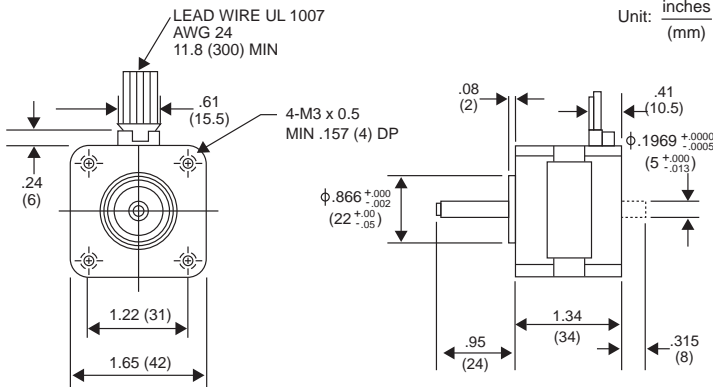 LEAD WIRE UL 1007
AWG 24
11.8 (300) MIN
Unit: inches
(mm)
.61
(15.5)
4-M3 x 0.5
MIN .157 (4) DP
.24
(6)
1.22 (31)
1.65 (42)
.08
(2)
.41
(10.5)
ϕ.1969 +.0000 -.0005
(5 +.000 -.013)
ϕ.866 +.000 -.002
(22 +.00 -.05)
.95
(24)
1.34
(34)
.315
(8)